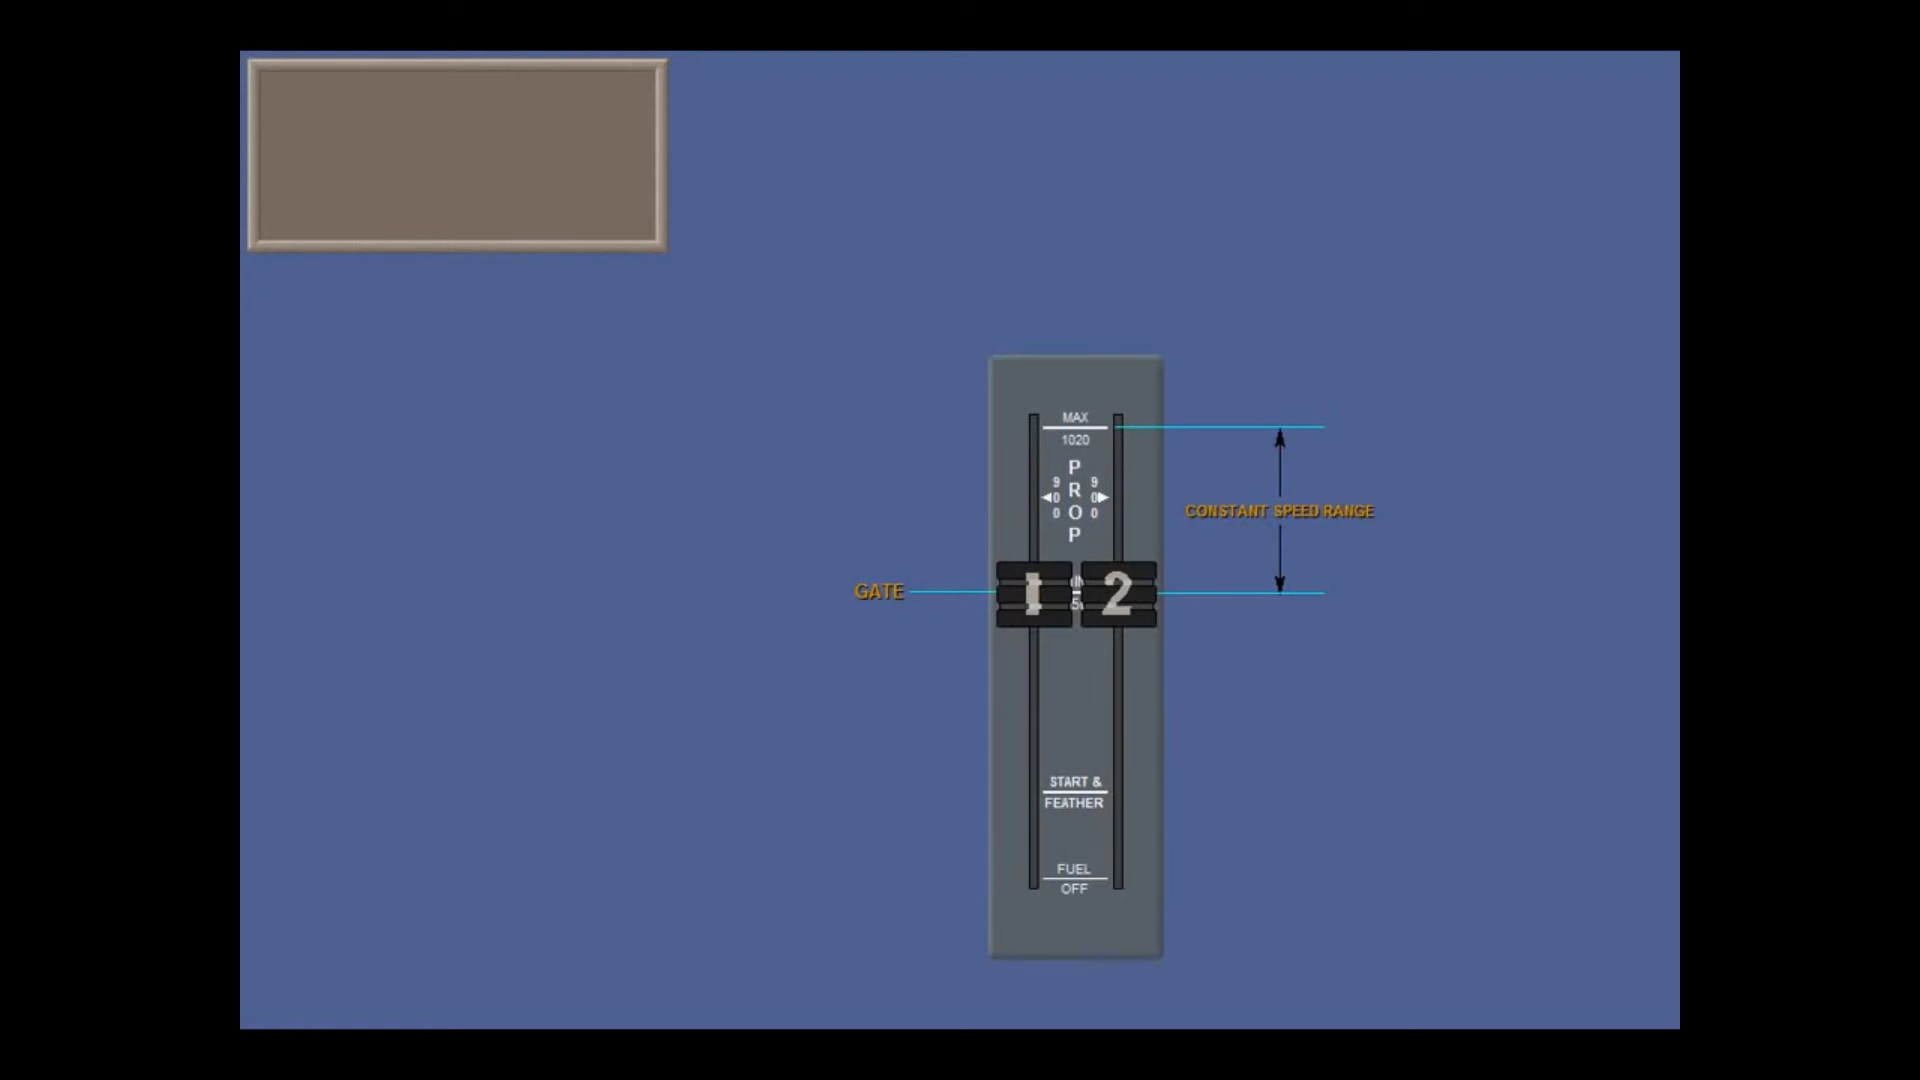 MAX
1020
9 P 9
0 R 0
0 O 0
P
CONSTANT SPEED RANGE
GATE
1 2
START &
FEATHER
FUEL
OFF